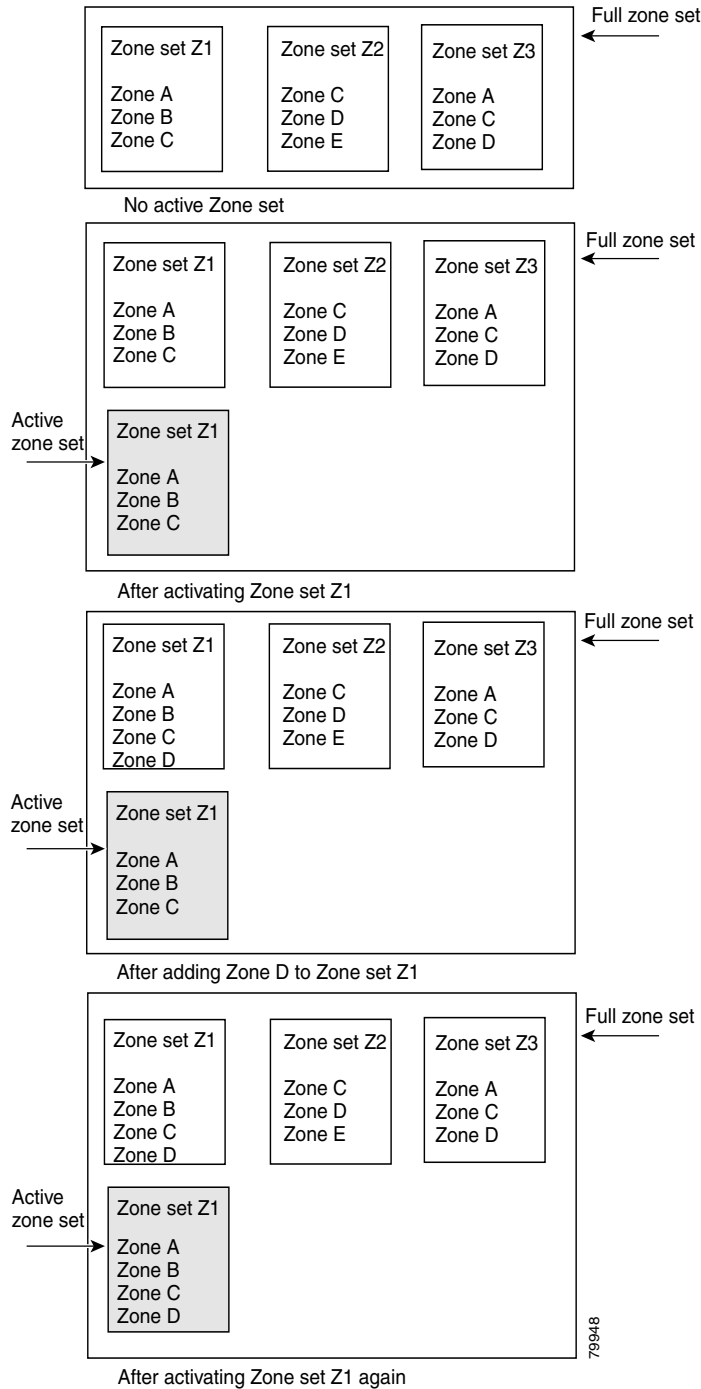 Full zone set
Zone set Z1
Zone A
Zone B
Zone C
Zone set Z2
Zone C
Zone D
Zone E
Zone set Z3
Zone A
Zone C
Zone D
No active Zone set
Full zone set
Zone set Z1
Zone A
Zone B
Zone C
Zone set Z2
Zone C
Zone D
Zone E
Zone set Z3
Zone A
Zone C
Zone D
Active
zone set
Zone set Z1
Zone A
Zone B
Zone C
After activating Zone set Z1
Full zone set
Zone set Z1
Zone A
Zone B
Zone C
Zone D
Zone set Z2
Zone C
Zone D
Zone E
Zone set Z3
Zone A
Zone C
Zone D
Active
zone set
Zone set Z1
Zone A
Zone B
Zone C
After adding Zone D to Zone set Z1
Full zone set
Zone set Z1
Zone A
Zone B
Zone C
Zone D
Zone set Z2
Zone C
Zone D
Zone E
Zone set Z3
Zone A
Zone C
Zone D
Active
zone set
Zone set Z1
Zone A
Zone B
Zone C
Zone D
79948
After activating Zone set Z1 again